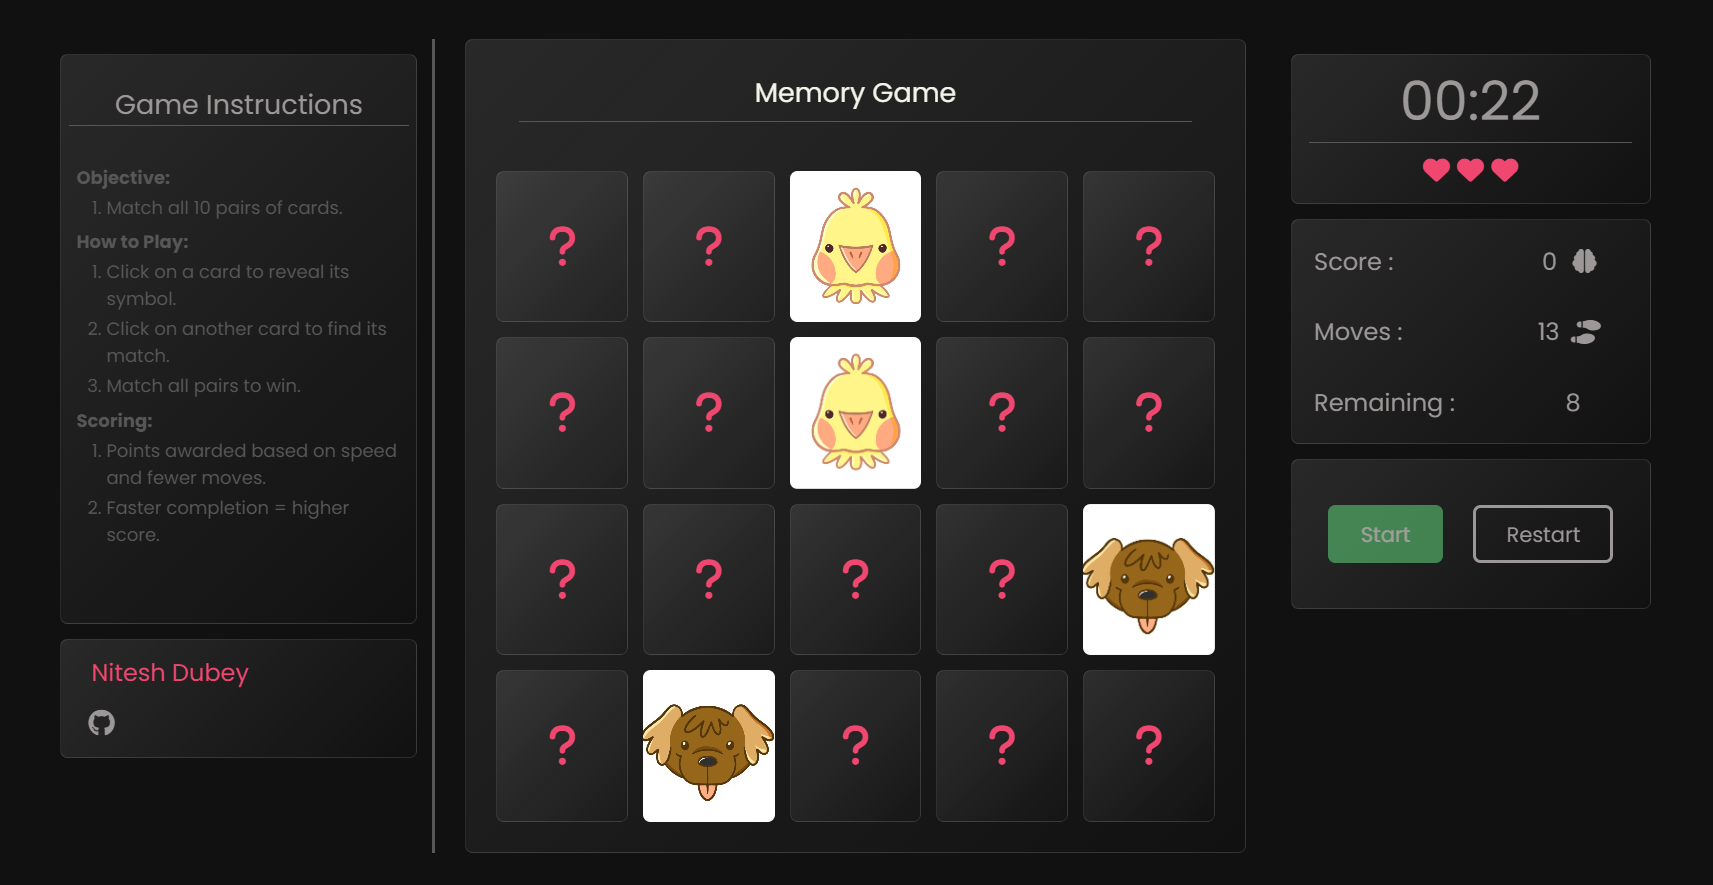 Game Instructions
Objective:
1. Match all 10 pairs of cards.
How to Play:
1. Click on a card to reveal its
symbol.
2. Click on another card to find its
match.
3. Match all pairs to win.
Scoring:
1. Points awarded based on speed
and fewer moves.
2. Faster completion = higher
score.
Nitesh Dubey
Memory Game
? ? ? ?
? ? ? ?
? ? ? ?
? ? ? ?
00:22
Score : 0
Moves : 13
Remaining : 8
Start Restart